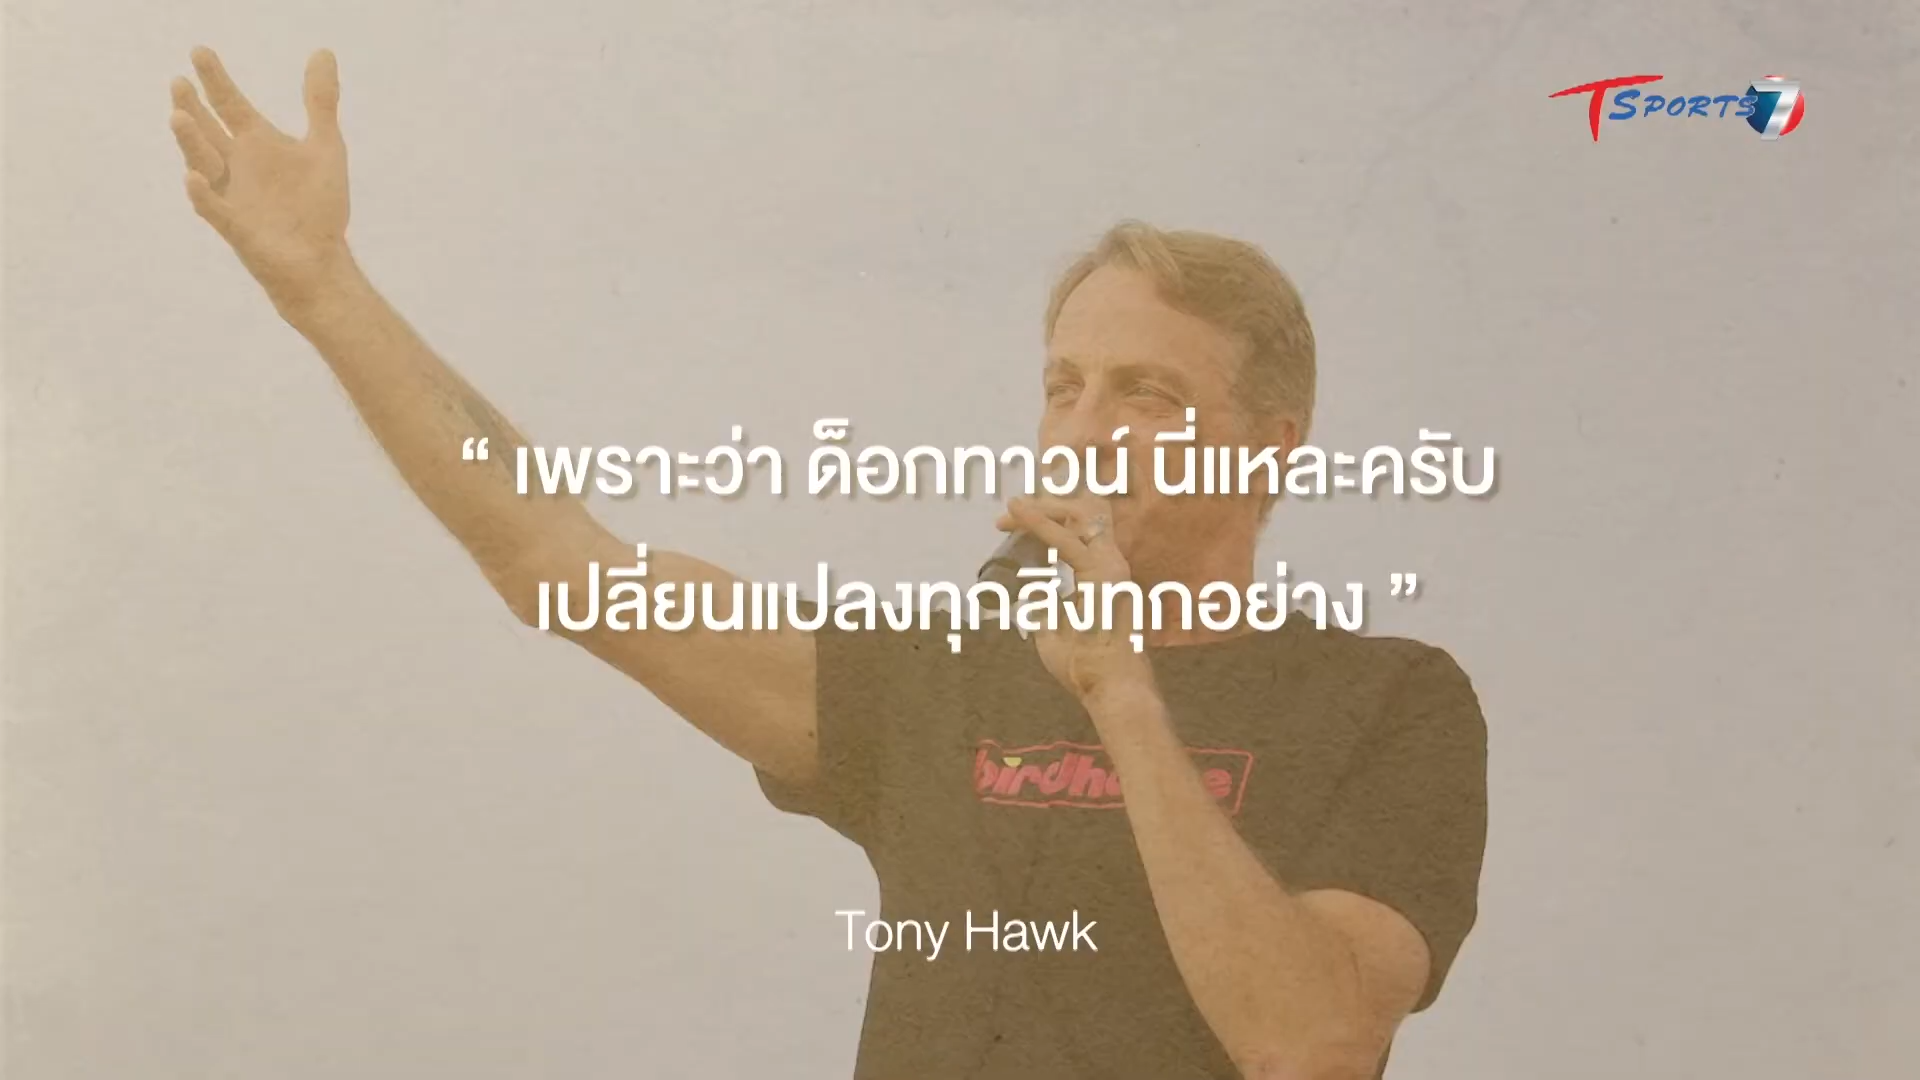 TSPORTS 7
“ เพราะว่า ด็อกทาวน์ นี่แหละครับ
เปลี่ยนแปลงทุกสิ่งทุกอย่าง ”
Tony Hawk